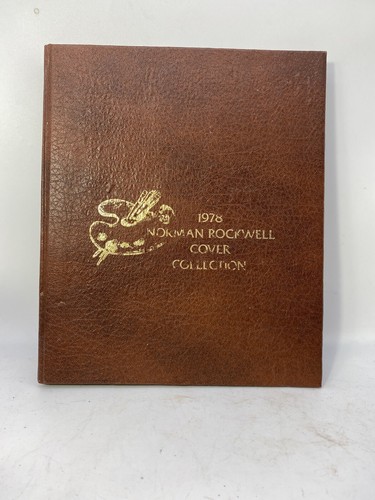 1978
NORMAN ROCKWELL
COVER
COLLECTION